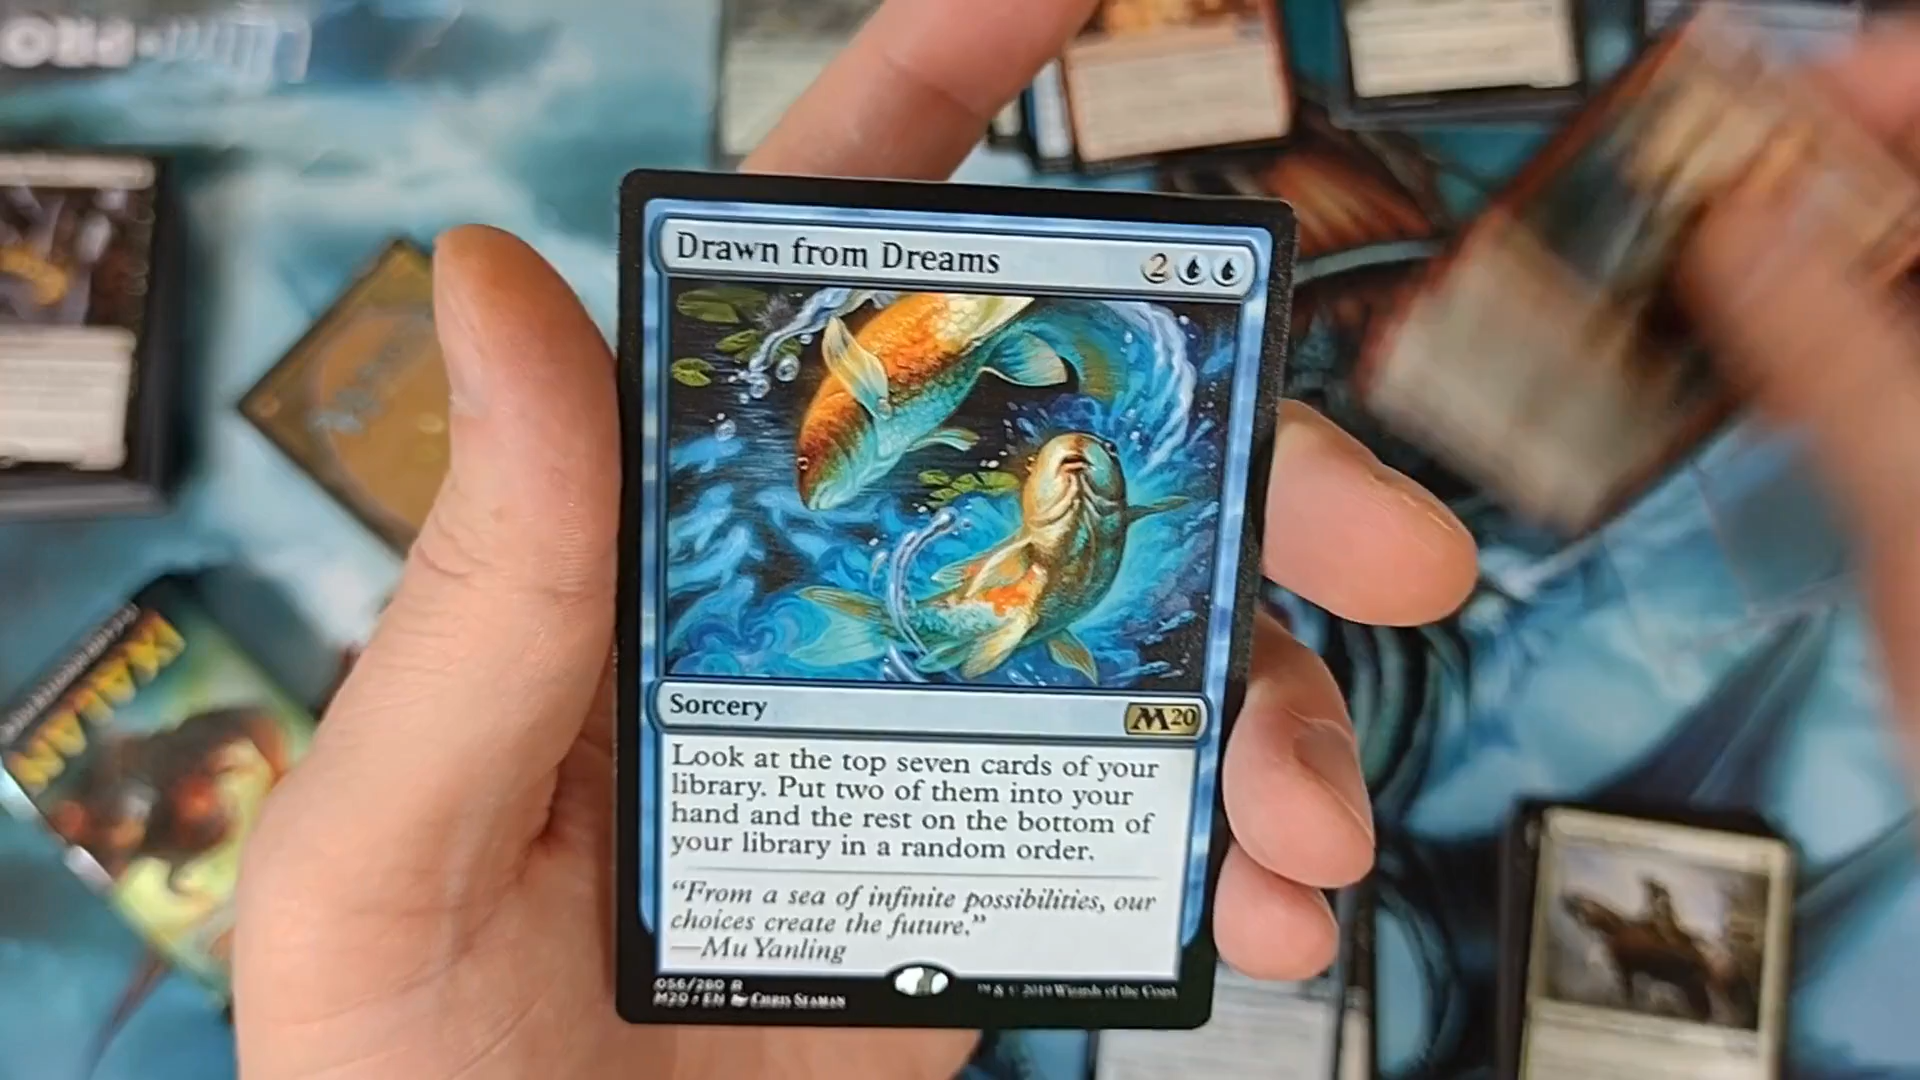 Drawn from Dreams
2
Sorcery
M20
Look at the top seven cards of your
library. Put two of them into your
hand and the rest on the bottom of
your library in a random order.
“From a sea of infinite possibilities, our
choices create the future.”
—Mu Yanling
056/280 R
M20 • EN Chris Seaman
™ & © 2019 Wizards of the Coast
IXALAN